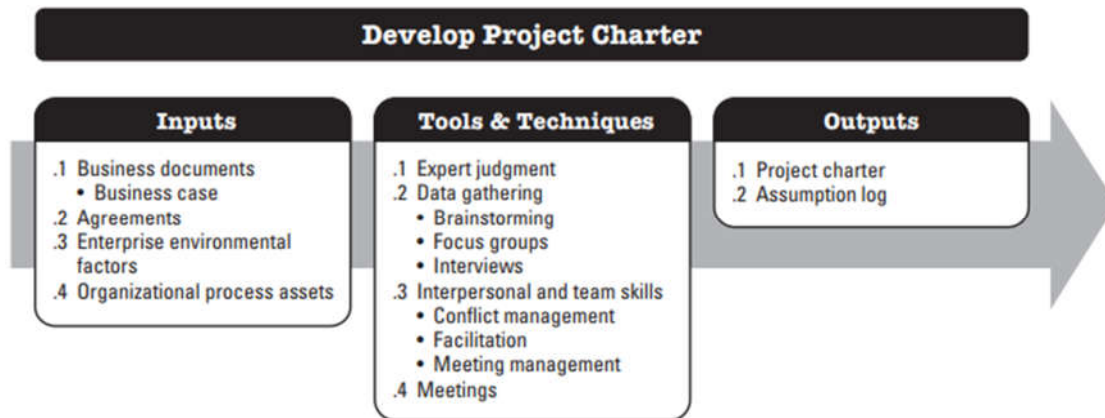 Develop Project Charter
Inputs
.1 Business documents
• Business case
.2 Agreements
.3 Enterprise environmental
factors
.4 Organizational process assets
Tools & Techniques
.1 Expert judgment
.2 Data gathering
• Brainstorming
• Focus groups
• Interviews
.3 Interpersonal and team skills
• Conflict management
• Facilitation
• Meeting management
.4 Meetings
Outputs
.1 Project charter
.2 Assumption log